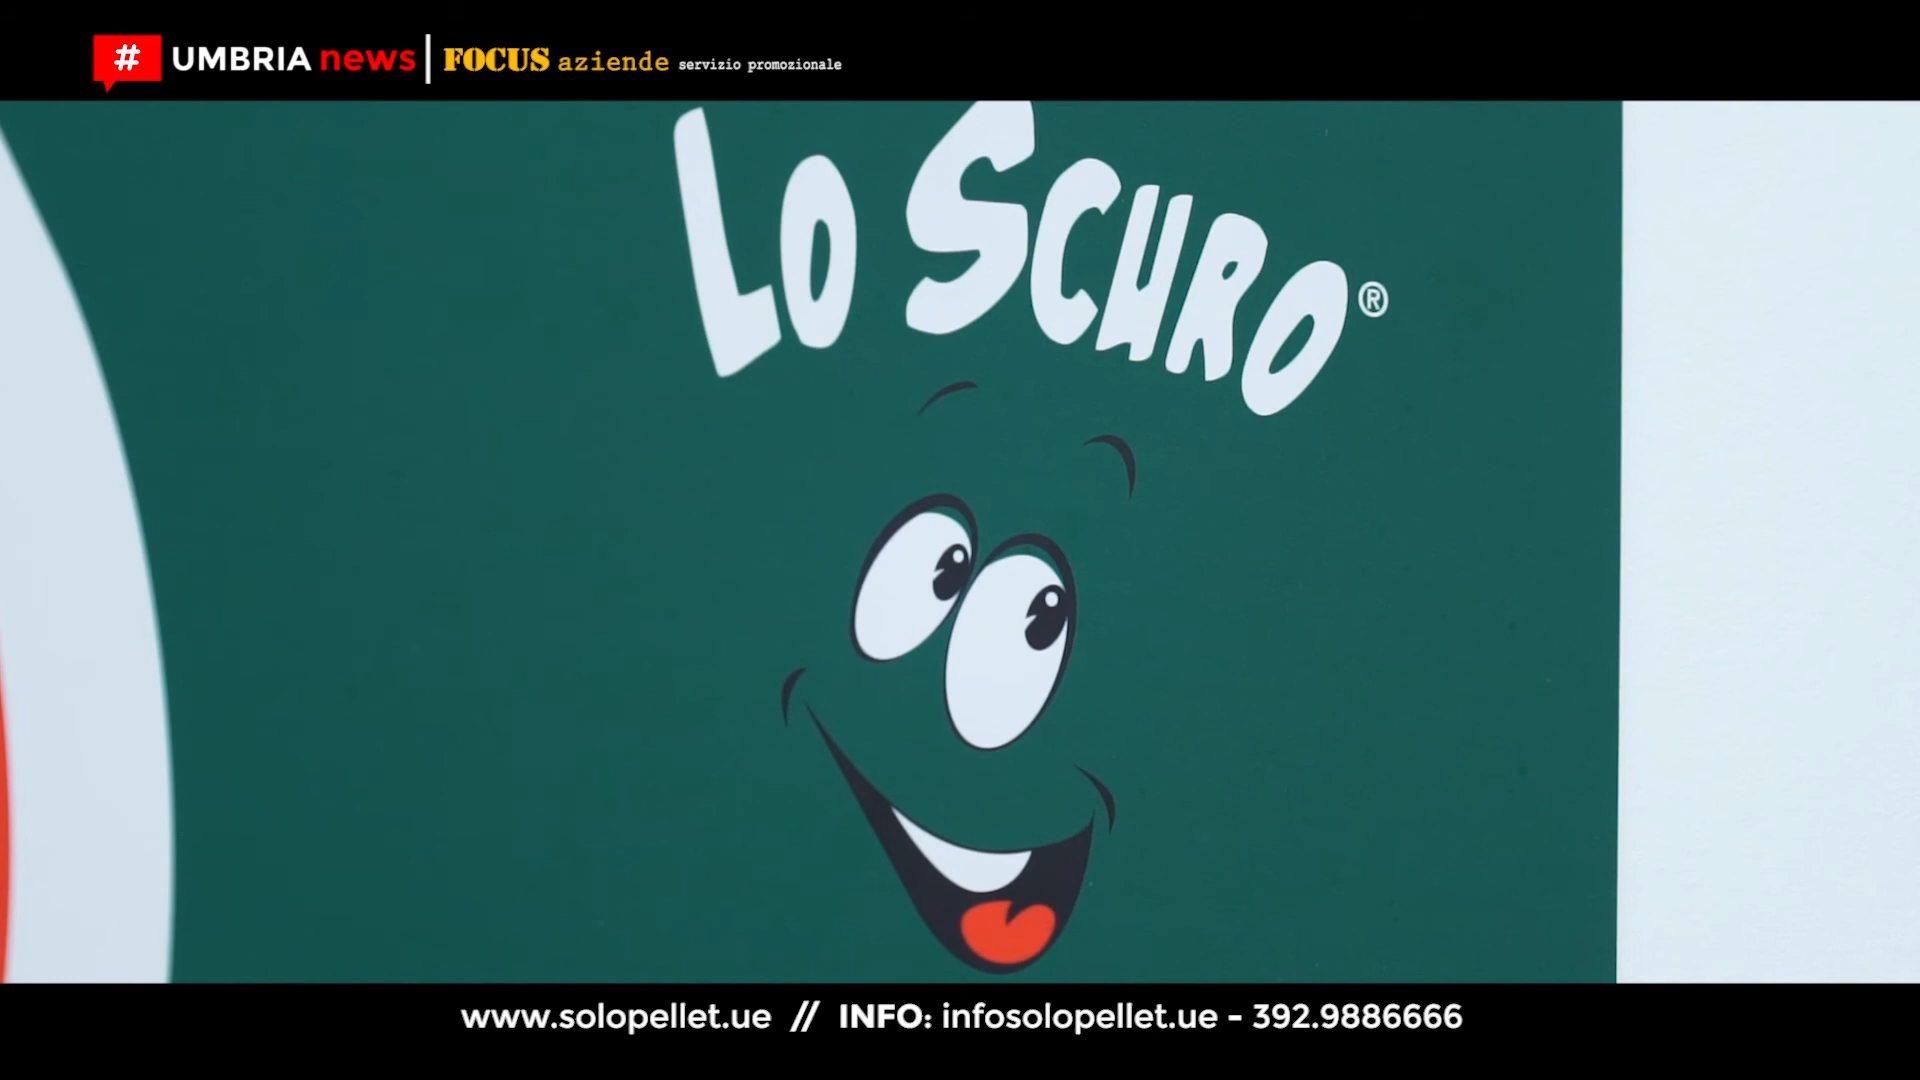 # UMBRIA news FOCUS aziende servizio promozionale
LO SCURO®
www.solopellet.ue // INFO: infosolopellet.ue - 392.9886666